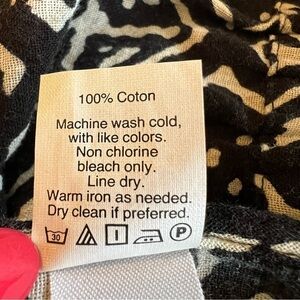 100% Coton
Machine wash cold,
with like colors.
Non chlorine
bleach only.
Line dry.
Warm iron as needed.
Dry clean if preferred.
30 P